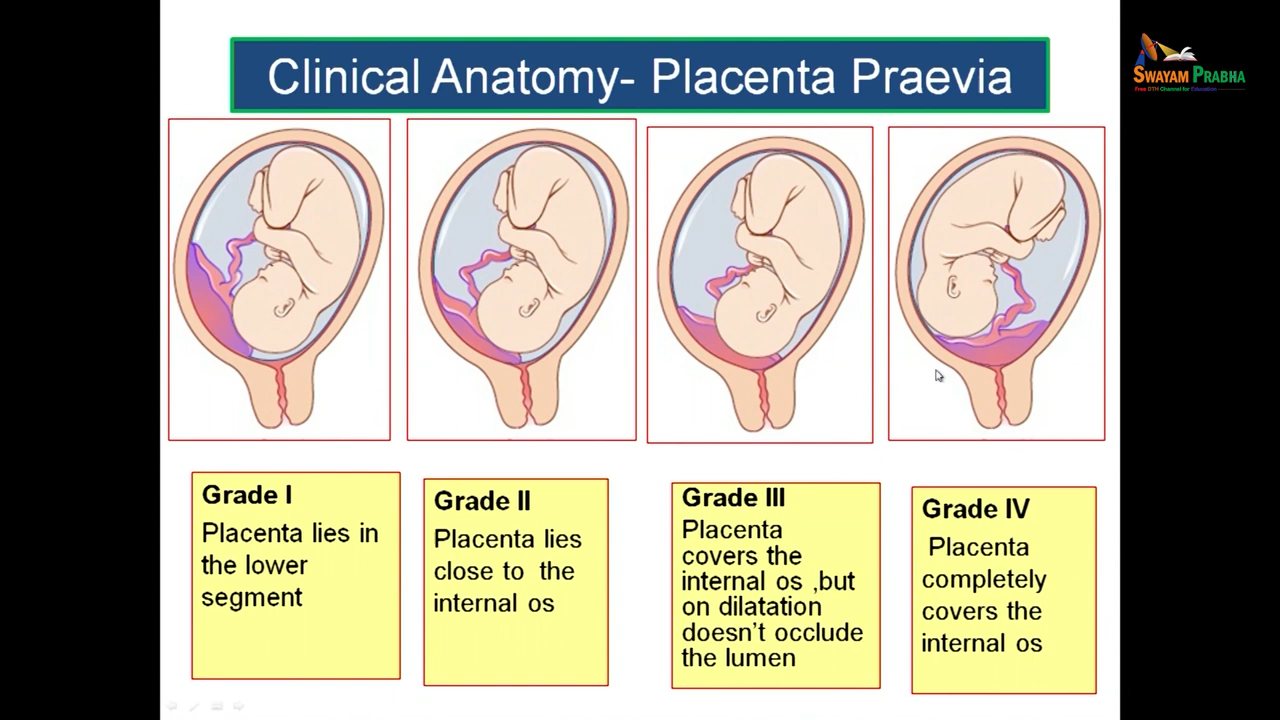 Clinical Anatomy- Placenta Praevia
SWAYAM PRABHA
Free DTH Channel for Education
Grade I
Placenta lies in
the lower
segment
Grade II
Placenta lies
close to the
internal os
Grade III
Placenta
covers the
internal os ,but
on dilatation
doesn't occlude
the lumen
Grade IV
Placenta
completely
covers the
internal os